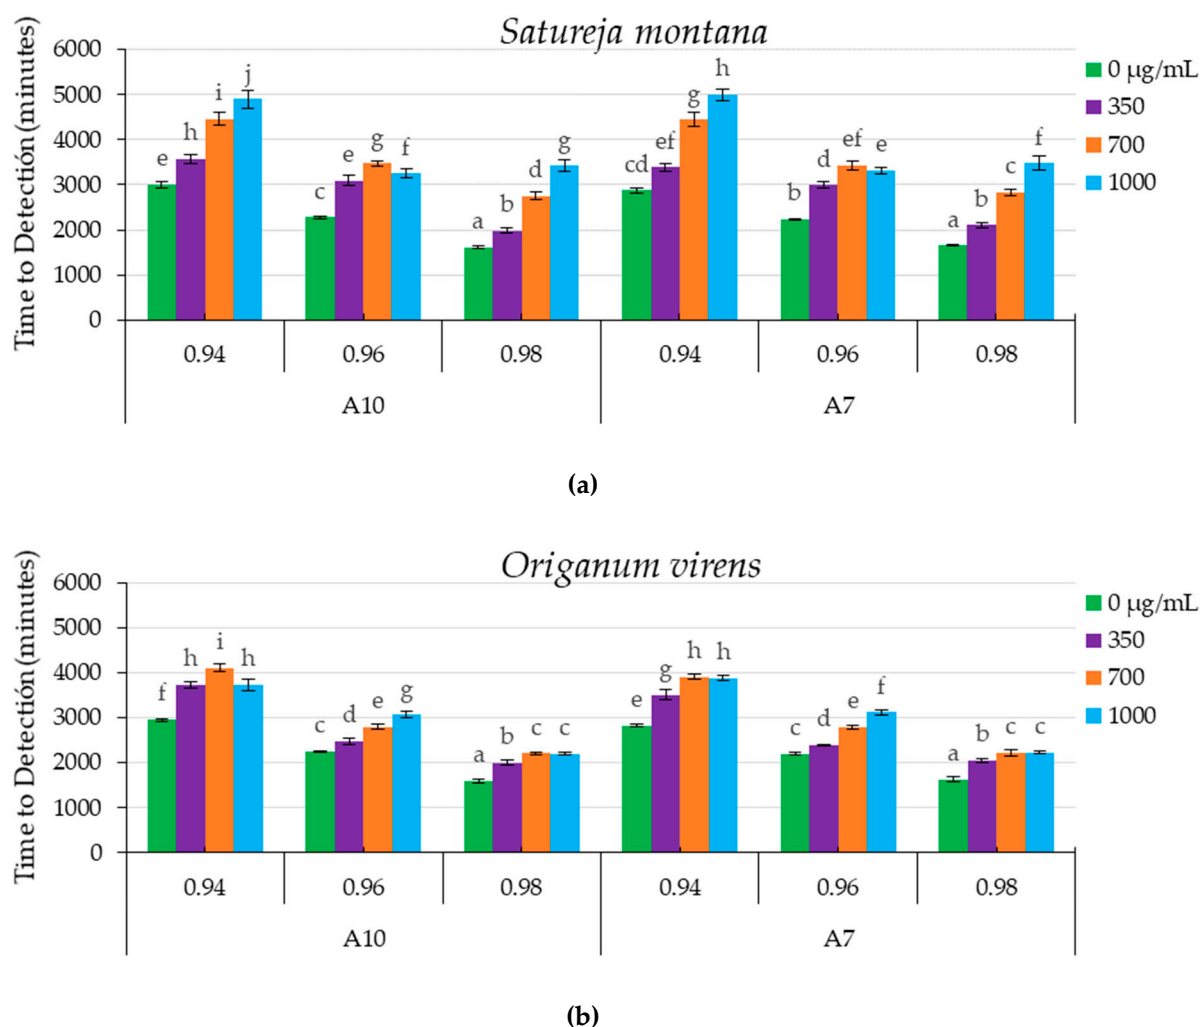 Satureja montana
Time to Detección (minutes)
6000
5000
4000
3000
2000
1000
0
e h i j
c e g f
a b d g
cd ef g h
b d ef e
a b c f
0 µg/mL
350
700
1000
0.94 0.96 0.98 0.94 0.96 0.98
A10 A7
(a)
Origanum virens
Time to Detección (minutes)
6000
5000
4000
3000
2000
1000
0
f h i h
c d e g
a b c c
e g h h
c d e f
a b c c
0 µg/mL
350
700
1000
0.94 0.96 0.98 0.94 0.96 0.98
A10 A7
(b)